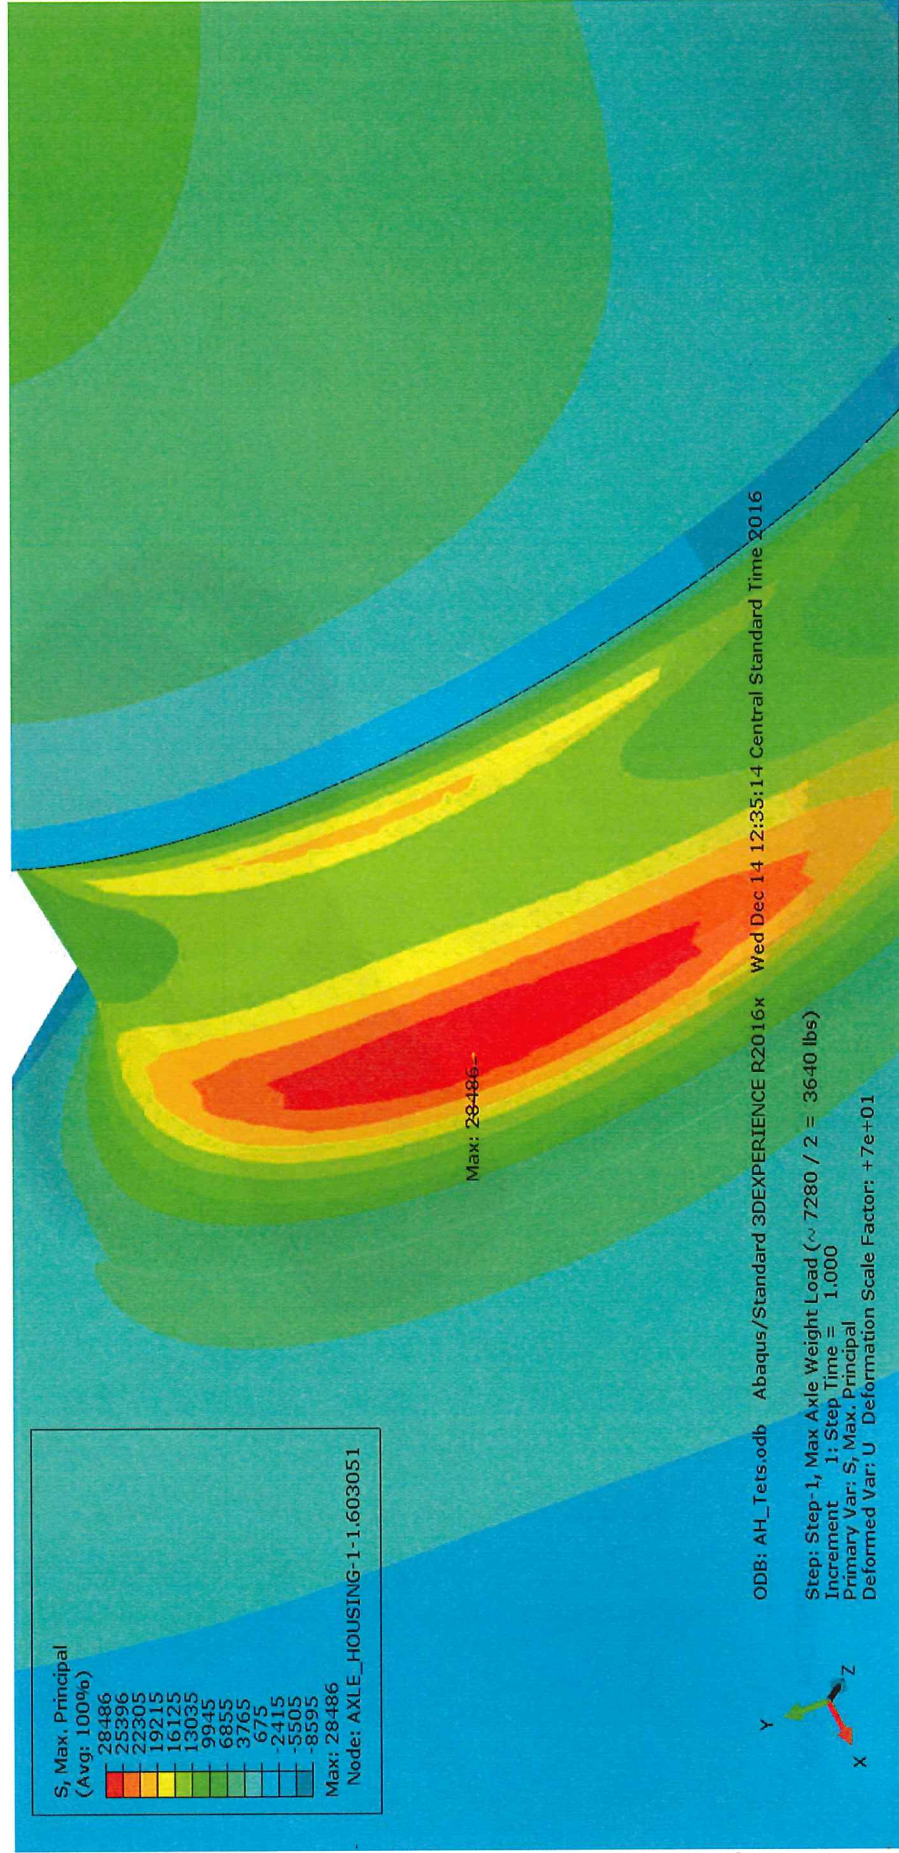 S, Max. Principal
(Avg: 100%)
28486
25396
22305
19215
16125
13035
9945
6855
3765
675
-2415
-5505
-8595
Max: 28486
Node: AXLE_HOUSING-1-1.603051
Max: 28486
ODB: AH_Tets.odb Abaqus/Standard 3DEXPERIENCE R2016x Wed Dec 14 12:35:14 Central Standard Time 2016
Step: Step-1, Max Axle Weight Load (~ 7280 / 2 = 3640 lbs)
Increment 1: Step Time = 1.000
Primary Var: S, Max. Principal
Deformed Var: U Deformation Scale Factor: +7e+01
Y
X
Z